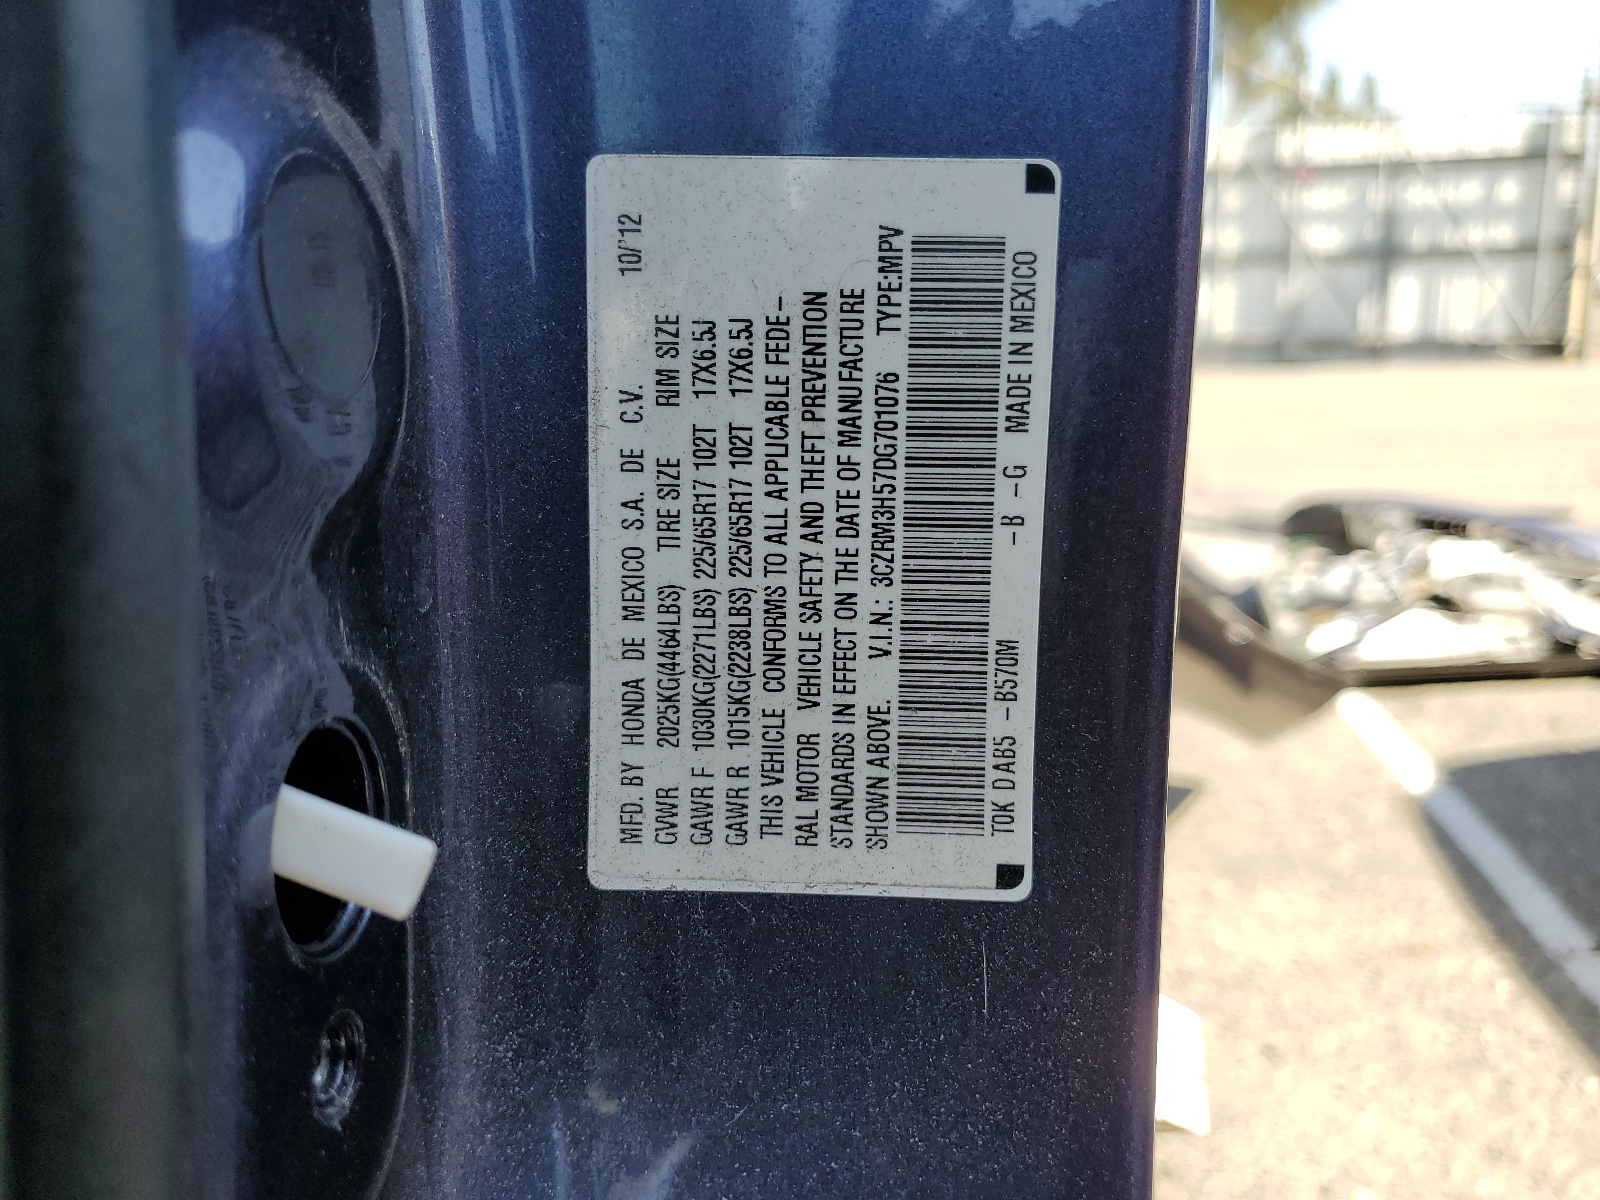 MFD. BY HONDA DE MEXICO S.A. DE C.V. 10/'12
GVWR 2025KG(4464LBS) TIRE SIZE RIM SIZE
GAWR F 1030KG(2271LBS) 225/65R17 102T 17X6.5J
GAWR R 1015KG(2238LBS) 225/65R17 102T 17X6.5J
THIS VEHICLE CONFORMS TO ALL APPLICABLE FEDE–
RAL MOTOR VEHICLE SAFETY AND THEFT PREVENTION
STANDARDS IN EFFECT ON THE DATE OF MANUFACTURE
SHOWN ABOVE. V.I.N.: 3CZRM3H57DG701076 TYPE:MPV
T0K DAB5 –B570M –B –G MADE IN MEXICO